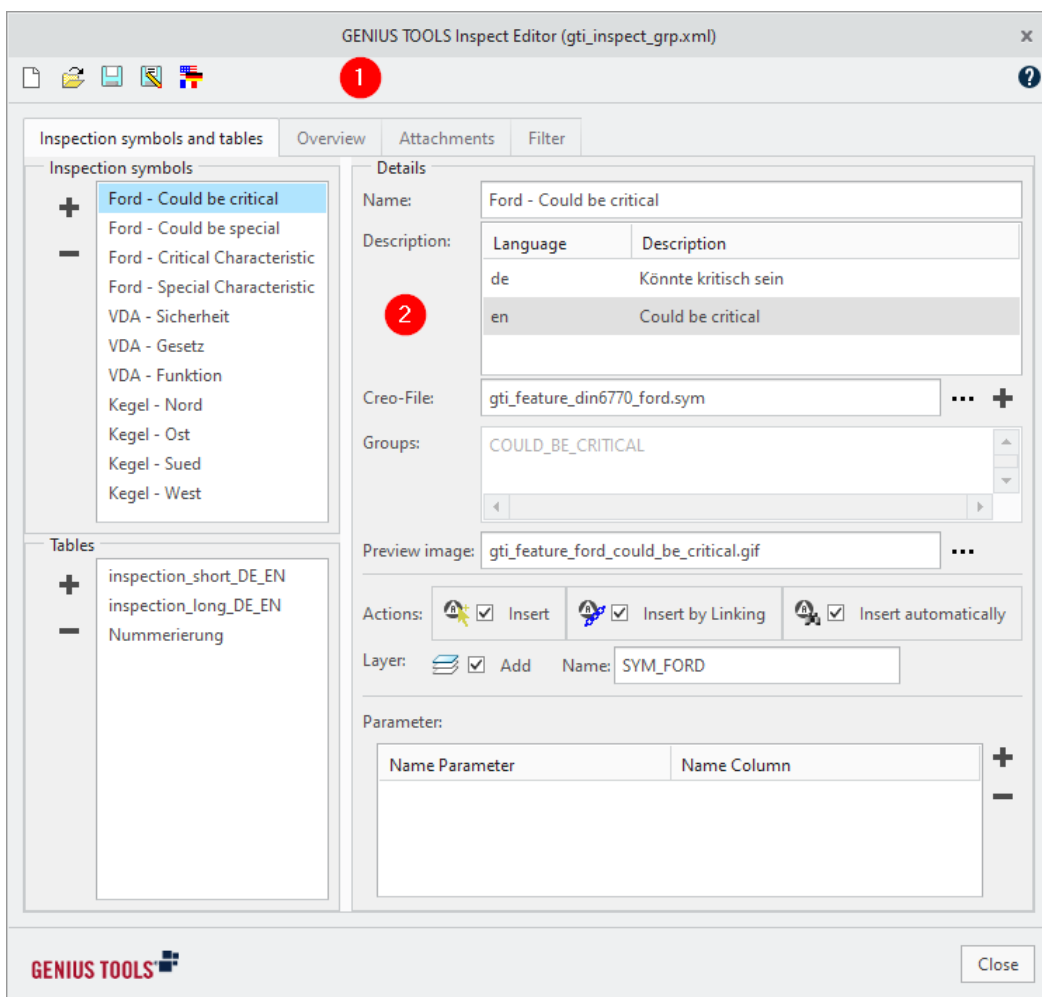 GENIUS TOOLS Inspect Editor (gti_inspect_grp.xml)
1
Inspection symbols and tables Overview Attachments Filter
Inspection symbols
Ford - Could be critical
Ford - Could be special
Ford - Critical Characteristic
Ford - Special Characteristic
VDA - Sicherheit
VDA - Gesetz
VDA - Funktion
Kegel - Nord
Kegel - Ost
Kegel - Sued
Kegel - West
Tables
inspection_short_DE_EN
inspection_long_DE_EN
Nummerierung
Details
Name: Ford - Could be critical
Description: Language Description
de Könnte kritisch sein
2
en Could be critical
Creo-File: gti_feature_din6770_ford.sym
Groups: COULD_BE_CRITICAL
Preview image: gti_feature_ford_could_be_critical.gif
Actions: Insert Insert by Linking Insert automatically
Layer: Add Name: SYM_FORD
Parameter:
Name Parameter Name Column
GENIUS TOOLS
Close